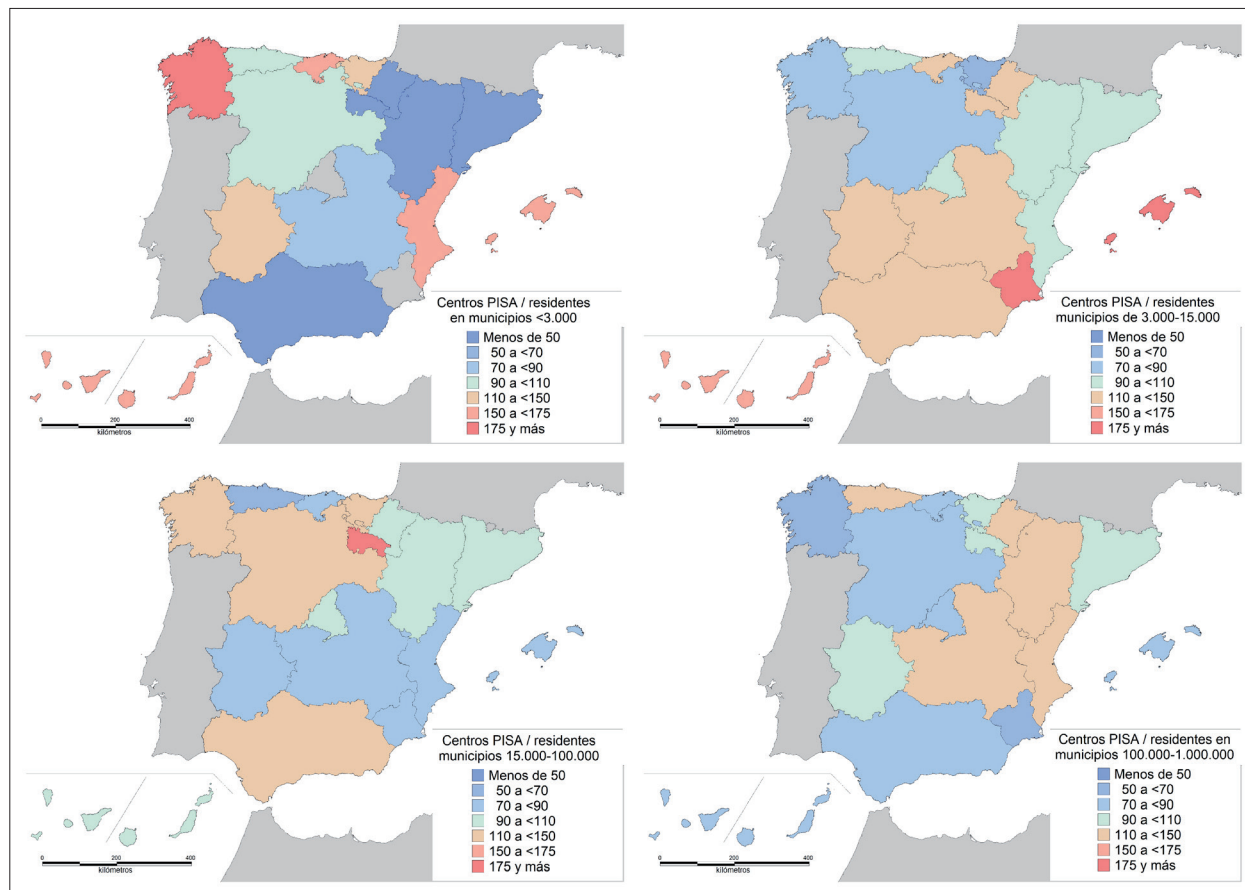 Centros PISA / residentes
en municipios <3.000
Menos de 50
50 a <70
70 a <90
90 a <110
110 a <150
150 a <175
175 y más
0 200 400
kilómetros
Centros PISA / residentes
municipios de 3.000-15.000
Menos de 50
50 a <70
70 a <90
90 a <110
110 a <150
150 a <175
175 y más
0 200 400
kilómetros
Centros PISA / residentes
municipios 15.000-100.000
Menos de 50
50 a <70
70 a <90
90 a <110
110 a <150
150 a <175
175 y más
0 200 400
kilómetros
Centros PISA / residentes en
municipios 100.000-1.000.000
Menos de 50
50 a <70
70 a <90
90 a <110
110 a <150
150 a <175
175 y más
0 200 400
kilómetros